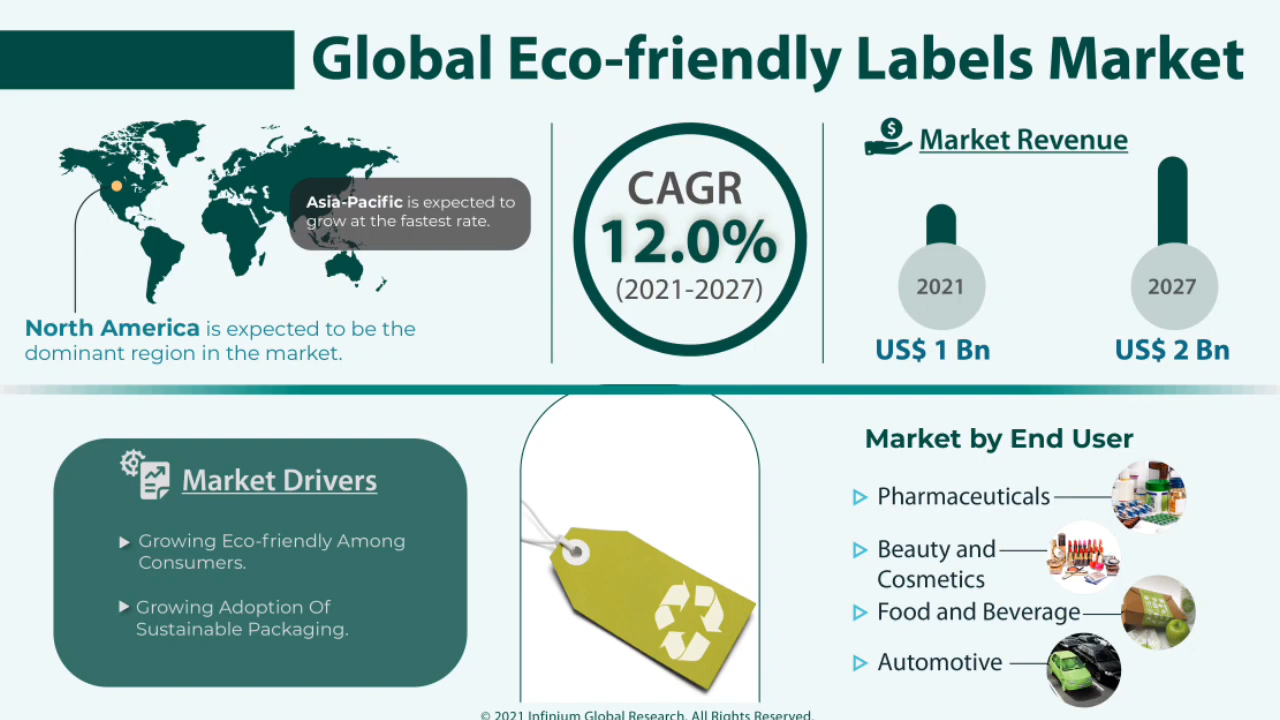 Global Eco-friendly Labels Market
Asia-Pacific is expected to
grow at the fastest rate.
North America is expected to be the
dominant region in the market.
CAGR
12.0%
(2021-2027)
$
Market Revenue
2021
2027
US$ 1 Bn
US$ 2 Bn
Market Drivers
Growing Eco-friendly Among
Consumers.
Growing Adoption Of
Sustainable Packaging.
Market by End User
Pharmaceuticals
Beauty and
Cosmetics
Food and Beverage
Automotive
© 2021 Infinium Global Research. All Rights Reserved.